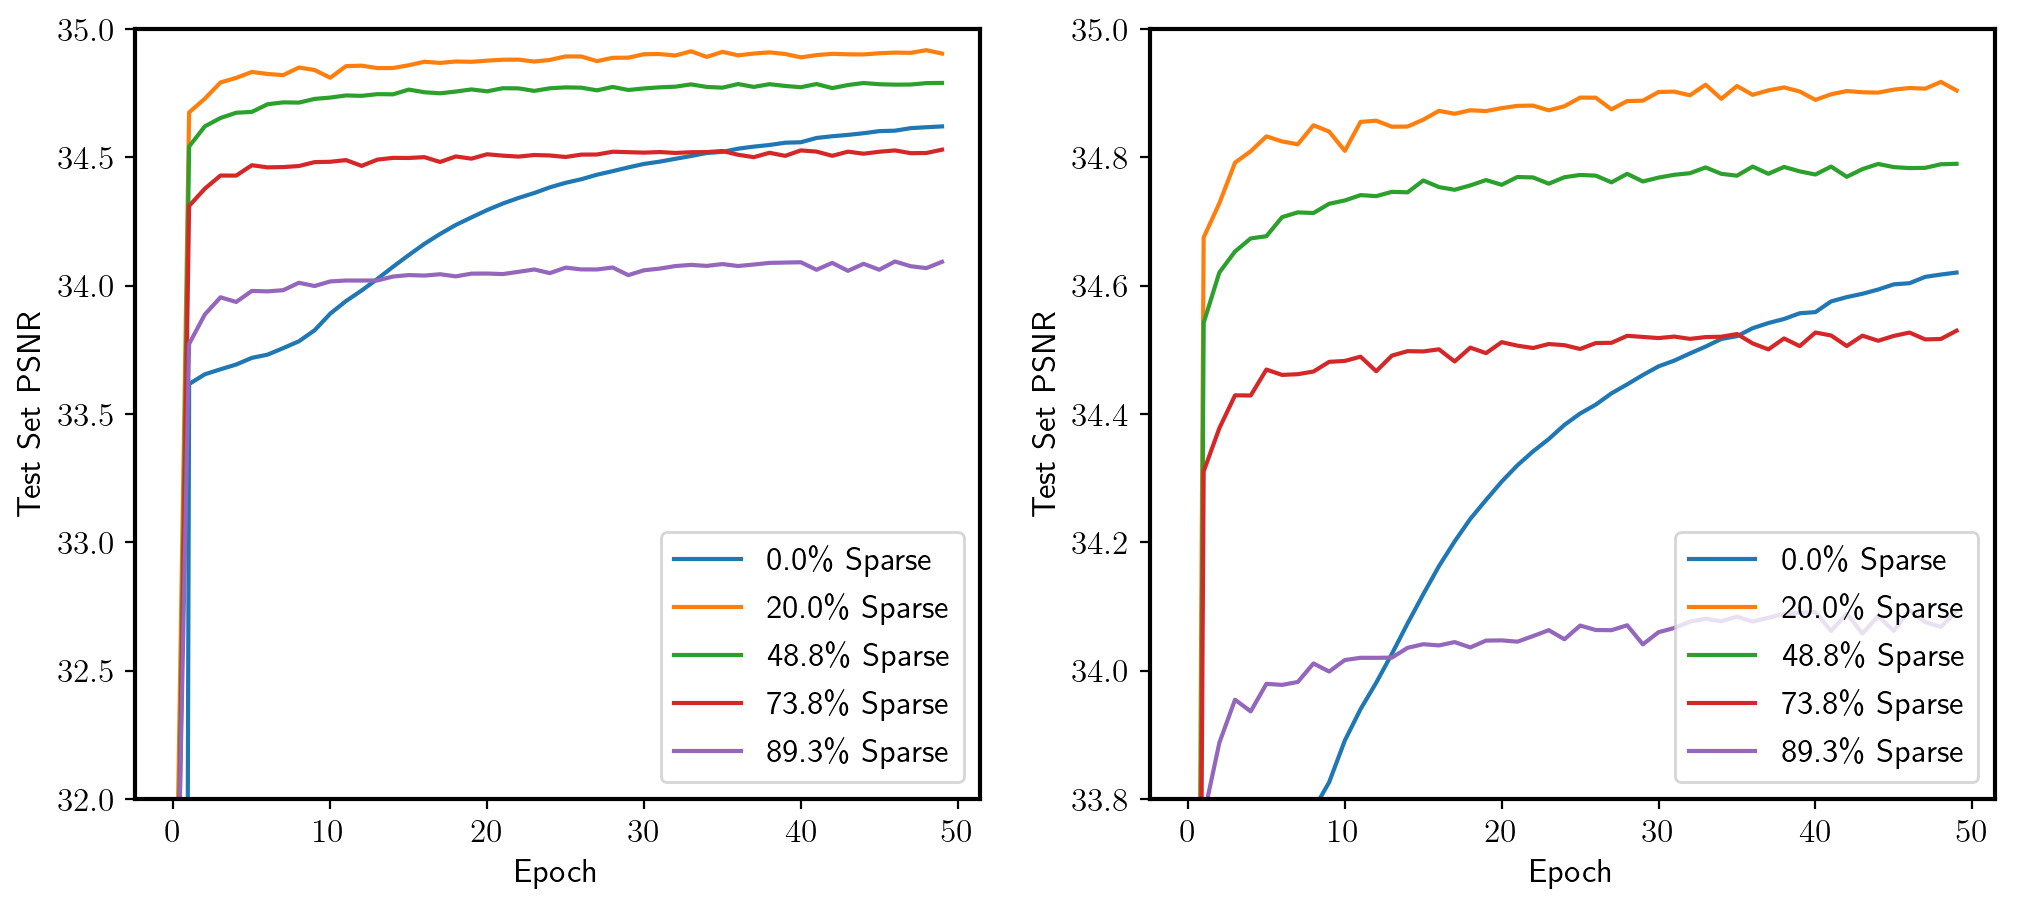 35.0
34.5
34.0
33.5
33.0
32.5
32.0
Test Set PSNR
0 10 20 30 40 50
Epoch
0.0% Sparse
20.0% Sparse
48.8% Sparse
73.8% Sparse
89.3% Sparse
35.0
34.8
34.6
34.4
34.2
34.0
33.8
Test Set PSNR
0 10 20 30 40 50
Epoch
0.0% Sparse
20.0% Sparse
48.8% Sparse
73.8% Sparse
89.3% Sparse